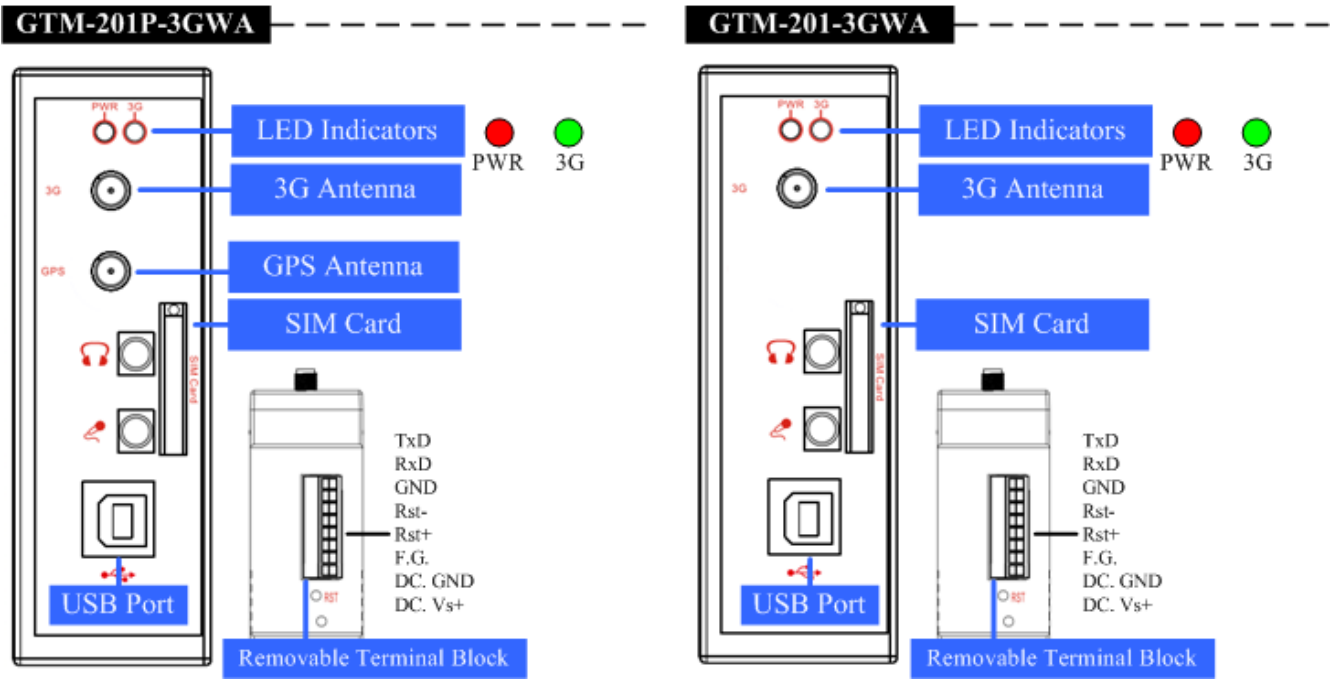 GTM-201P-3GWA
PWR 3G
LED Indicators
PWR
3G
3G
3G Antenna
GPS
GPS Antenna
SIM Card
SIM Card
TxD
RxD
GND
Rst-
Rst+
F.G.
DC. GND
DC. Vs+
RST
USB Port
Removable Terminal Block
GTM-201-3GWA
PWR 3G
LED Indicators
PWR
3G
3G
3G Antenna
SIM Card
SIM Card
TxD
RxD
GND
Rst-
Rst+
F.G.
DC. GND
DC. Vs+
RST
USB Port
Removable Terminal Block